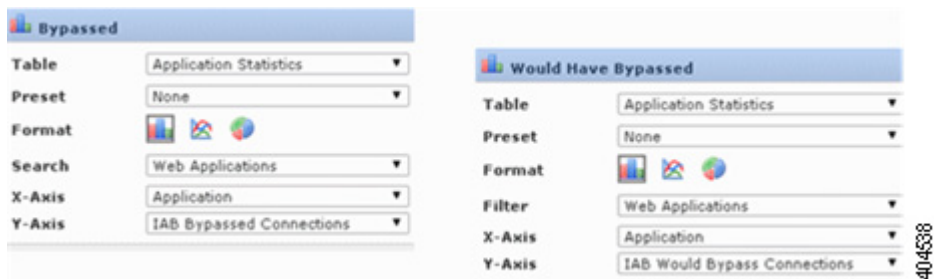 Bypassed
Table Application Statistics
Preset None
Format
Search Web Applications
X-Axis Application
Y-Axis IAB Bypassed Connections
Would Have Bypassed
Table Application Statistics
Preset None
Format
Filter Web Applications
X-Axis Application
Y-Axis IAB Would Bypass Connections
404538